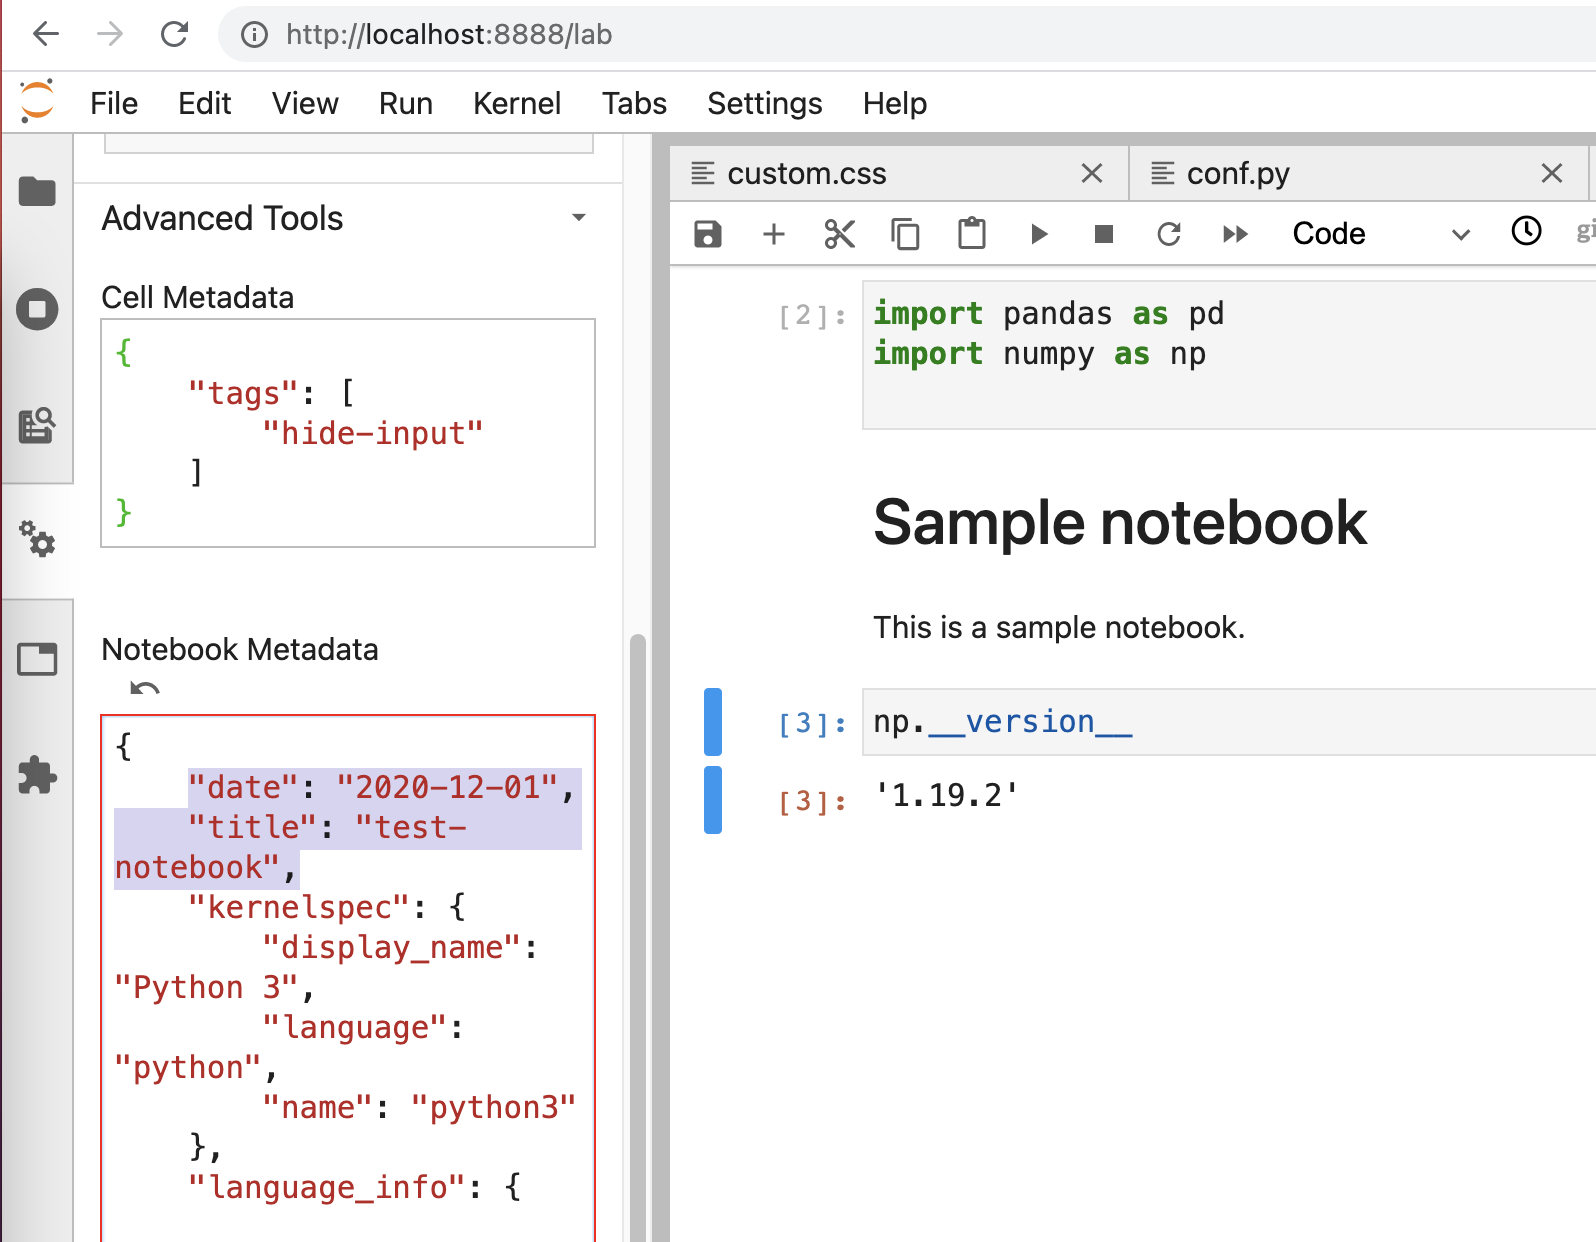 http://localhost:8888/lab
File Edit View Run Kernel Tabs Settings Help
Advanced Tools
Cell Metadata
{
    "tags": [
        "hide-input"
    ]
}
Notebook Metadata
{
    "date": "2020-12-01",
    "title": "test-
notebook",
    "kernelspec": {
        "display_name":
"Python 3",
        "language":
"python",
        "name": "python3"
    },
    "language_info": {
custom.css
conf.py
Code
[2]: import pandas as pd
import numpy as np
Sample notebook
This is a sample notebook.
[3]: np.__version__
[3]: '1.19.2'